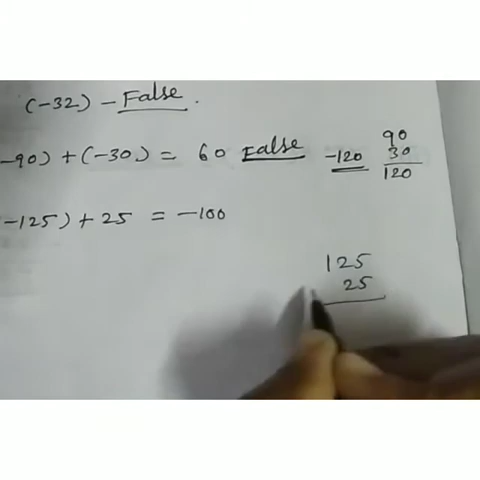 (-32) - False.
-90) + (-30) = 60 False -120
90
30
120
-125) + 25 = -100
125
25